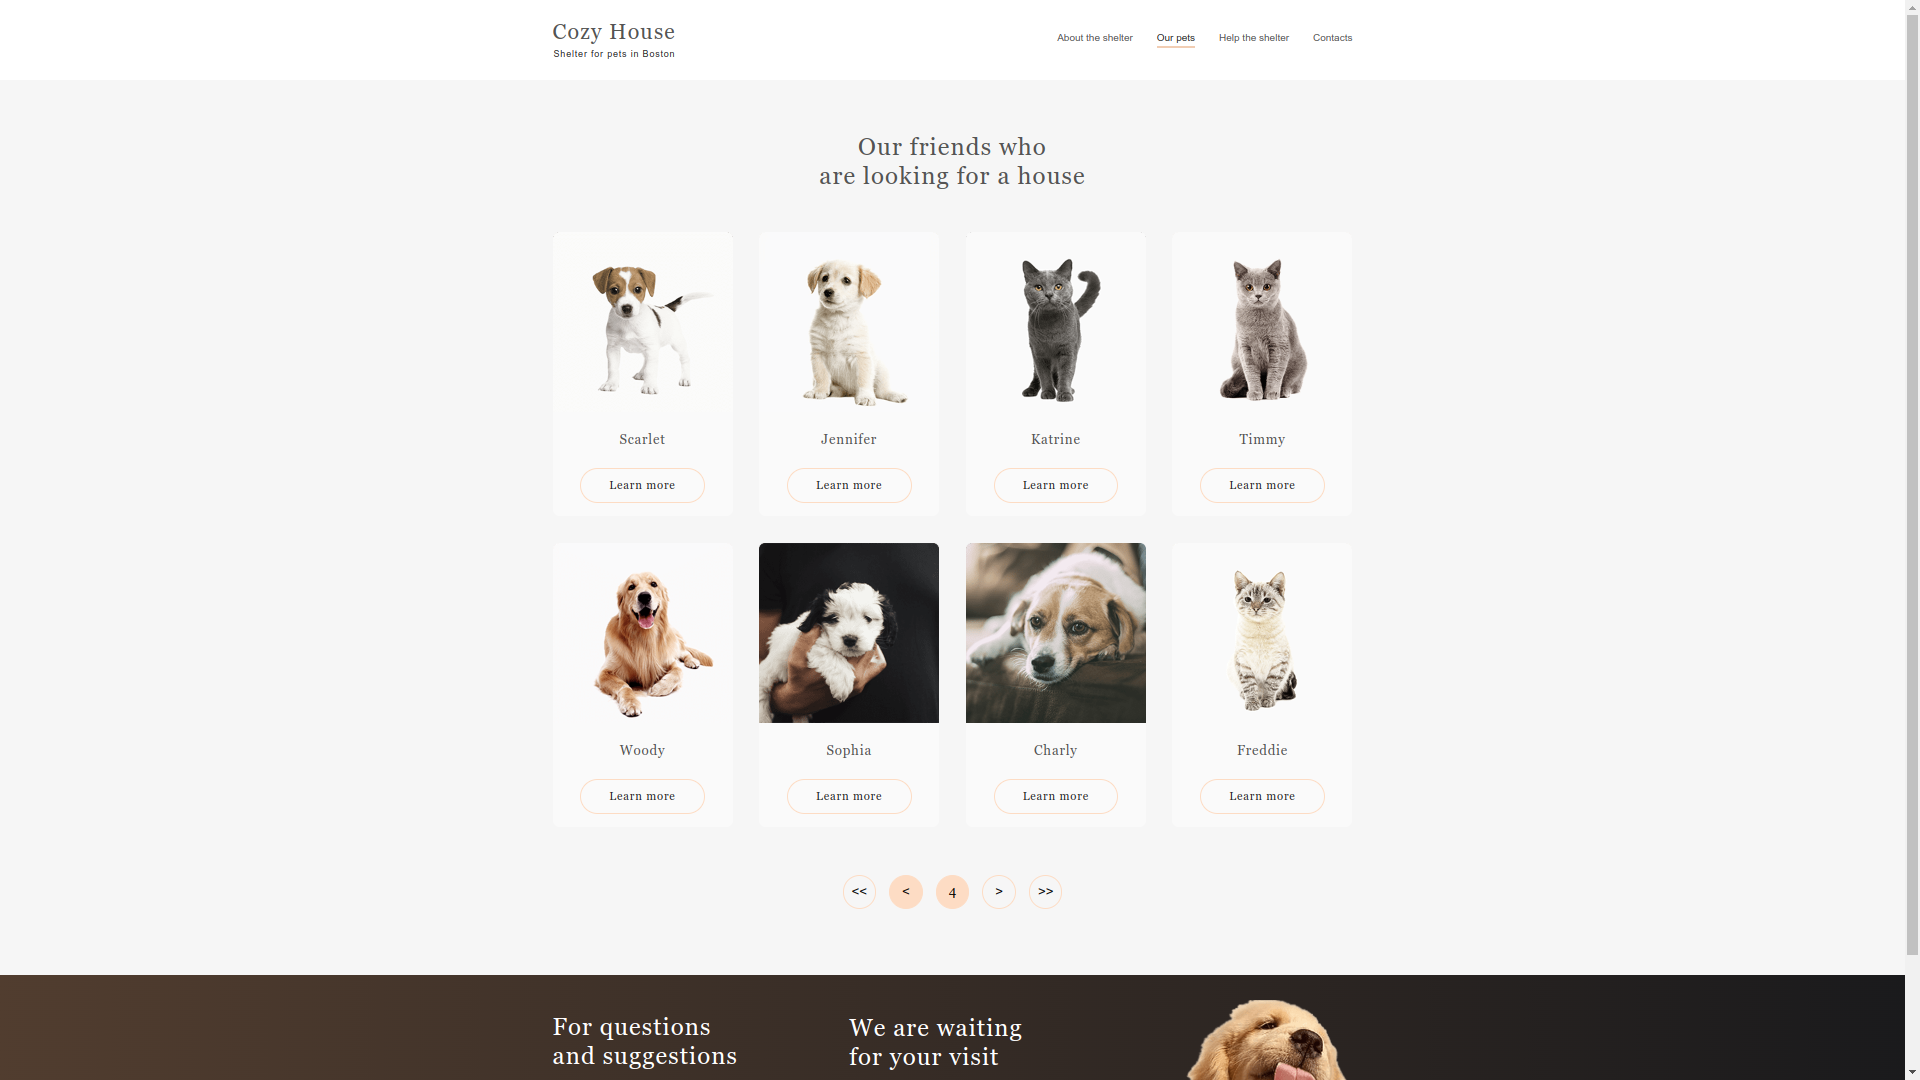 Cozy House
Shelter for pets in Boston
About the shelter
Our pets
Help the shelter
Contacts
Our friends who
are looking for a house
Scarlet
Jennifer
Katrine
Timmy
Learn more
Learn more
Learn more
Learn more
Woody
Sophia
Charly
Freddie
Learn more
Learn more
Learn more
Learn more
<<
<
4
>
>>
For questions
and suggestions
We are waiting
for your visit